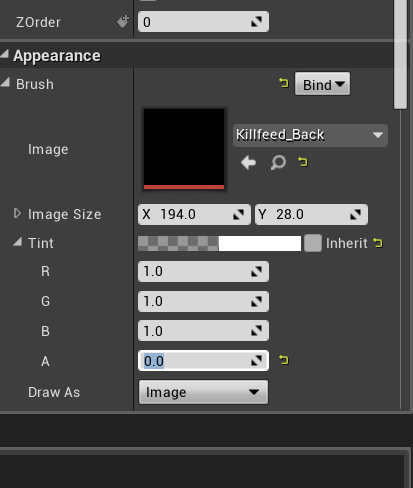 ZOrder 0
Appearance
Brush Bind
Image Killfeed_Back
Image Size X 194.0 Y 28.0
Tint Inherit
R 1.0
G 1.0
B 1.0
A 0.0
Draw As Image